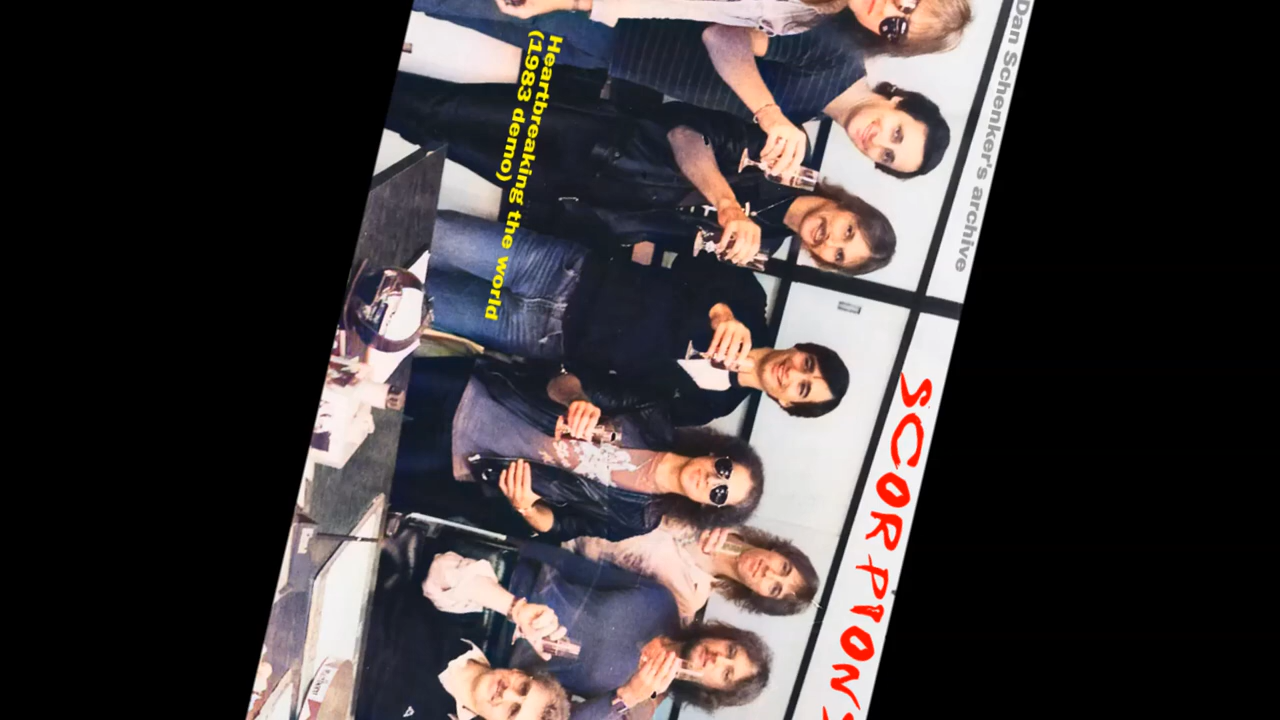 Dan Schenker's archive
SCORPIONS
Heartbreaking the world
(1983 demo)